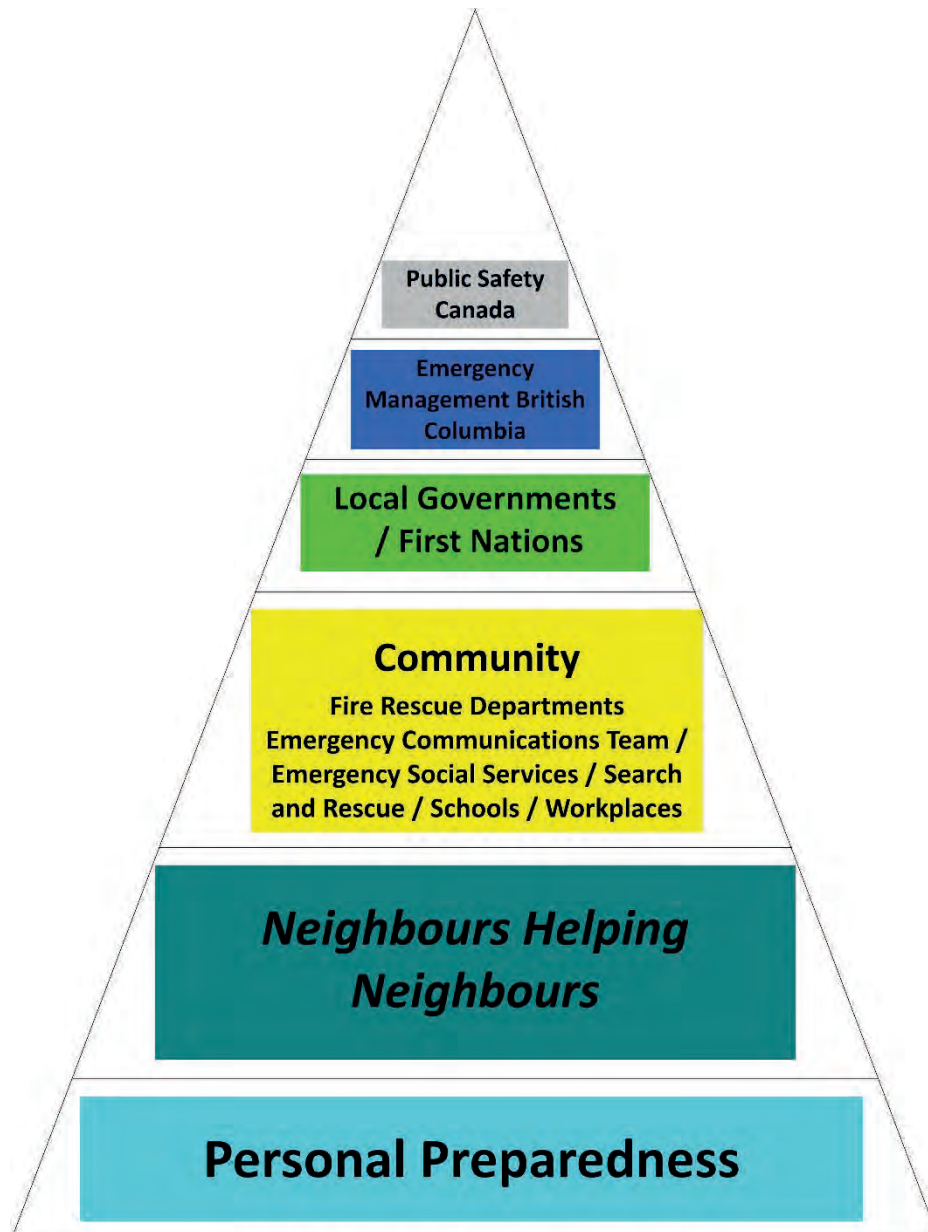 Public Safety
Canada
Emergency
Management British
Columbia
Local Governments
/ First Nations
Community
Fire Rescue Departments
Emergency Communications Team /
Emergency Social Services / Search
and Rescue / Schools / Workplaces
Neighbours Helping
Neighbours
Personal Preparedness